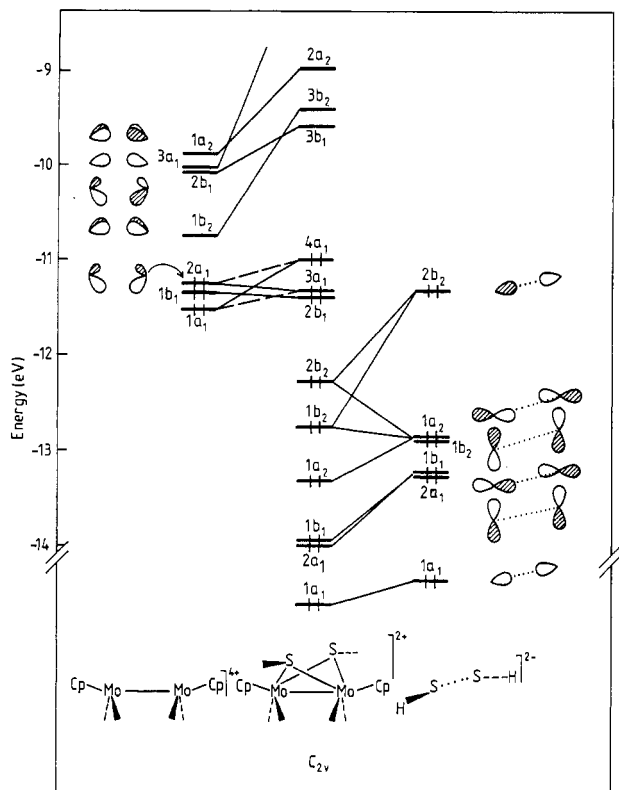 -9
-10
-11
-12
-13
-14
Energy (eV)
1a₂
3a₁
2b₁
1b₂
2a₁
1b₁
1a₁
2a₂
3b₂
3b₁
4a₁
3a₁
2b₁
2b₂
1b₂
1a₂
1b₁
2a₁
1a₁
2b₂
1a₂
1b₂
1b₁
2a₁
1a₁
Cp Mo Mo Cp 4+
S S
Cp Mo Mo Cp 2+
H S S H 2-
C₂ᵥ